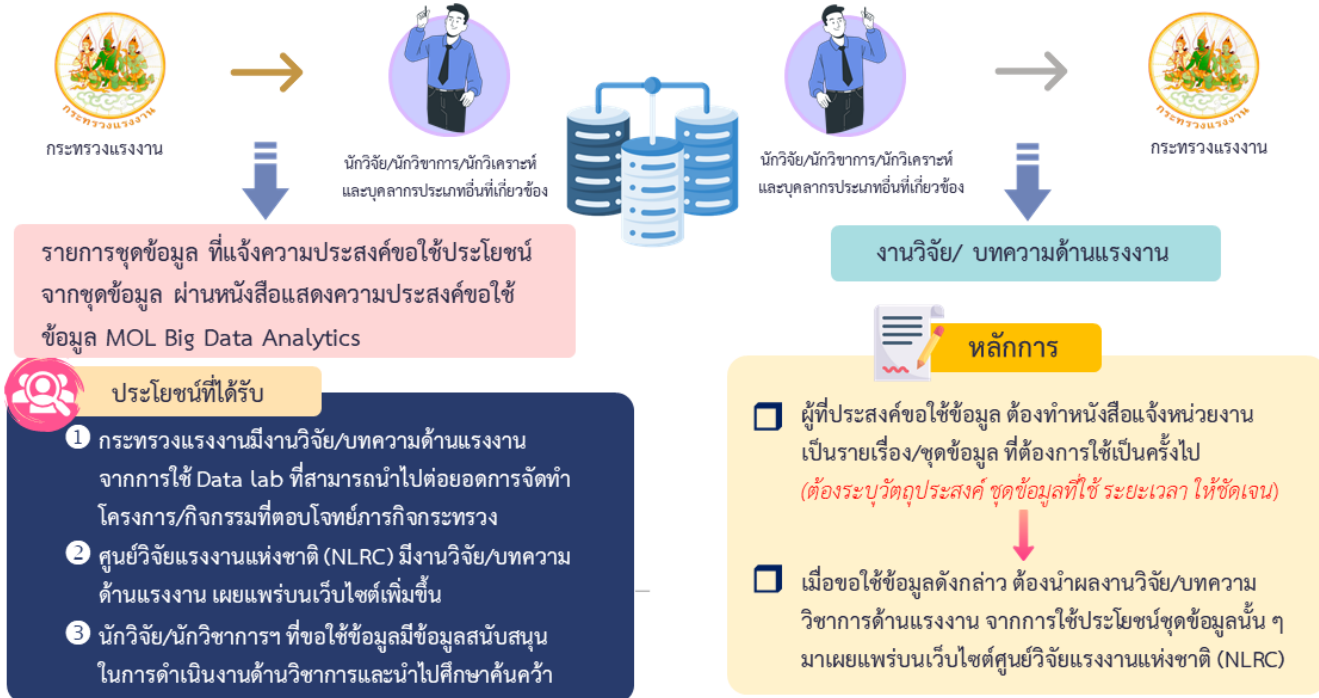 กระทรวงแรงงาน
กระทรวงแรงงาน
นักวิจัย/นักวิชาการ/นักวิเคราะห์
และบุคลากรประเภทอื่นที่เกี่ยวข้อง
รายการชุดข้อมูล ที่แจ้งความประสงค์ขอใช้ประโยชน์
จากชุดข้อมูล ผ่านหนังสือแสดงความประสงค์ขอใช้
ข้อมูล MOL Big Data Analytics
ประโยชน์ที่ได้รับ
1 กระทรวงแรงงานมีงานวิจัย/บทความด้านแรงงาน
จากการใช้ Data lab ที่สามารถนำไปต่อยอดการจัดทำ
โครงการ/กิจกรรมที่ตอบโจทย์ภารกิจกระทรวง
2 ศูนย์วิจัยแรงงานแห่งชาติ (NLRC) มีงานวิจัย/บทความ
ด้านแรงงาน เผยแพร่บนเว็บไซต์เพิ่มขึ้น
3 นักวิจัย/นักวิชาการฯ ที่ขอใช้ข้อมูลมีข้อมูลสนับสนุน
ในการดำเนินงานด้านวิชาการและนำไปศึกษาค้นคว้า
นักวิจัย/นักวิชาการ/นักวิเคราะห์
และบุคลากรประเภทอื่นที่เกี่ยวข้อง
กระทรวงแรงงาน
กระทรวงแรงงาน
งานวิจัย/ บทความด้านแรงงาน
หลักการ
ผู้ที่ประสงค์ขอใช้ข้อมูล ต้องทำหนังสือแจ้งหน่วยงาน
เป็นรายเรื่อง/ชุดข้อมูล ที่ต้องการใช้เป็นครั้งไป
(ต้องระบุวัตถุประสงค์ ชุดข้อมูลที่ใช้ ระยะเวลา ให้ชัดเจน)
เมื่อขอใช้ข้อมูลดังกล่าว ต้องนำผลงานวิจัย/บทความ
วิชาการด้านแรงงาน จากการใช้ประโยชน์ชุดข้อมูลนั้น ๆ
มาเผยแพร่บนเว็บไซต์ศูนย์วิจัยแรงงานแห่งชาติ (NLRC)